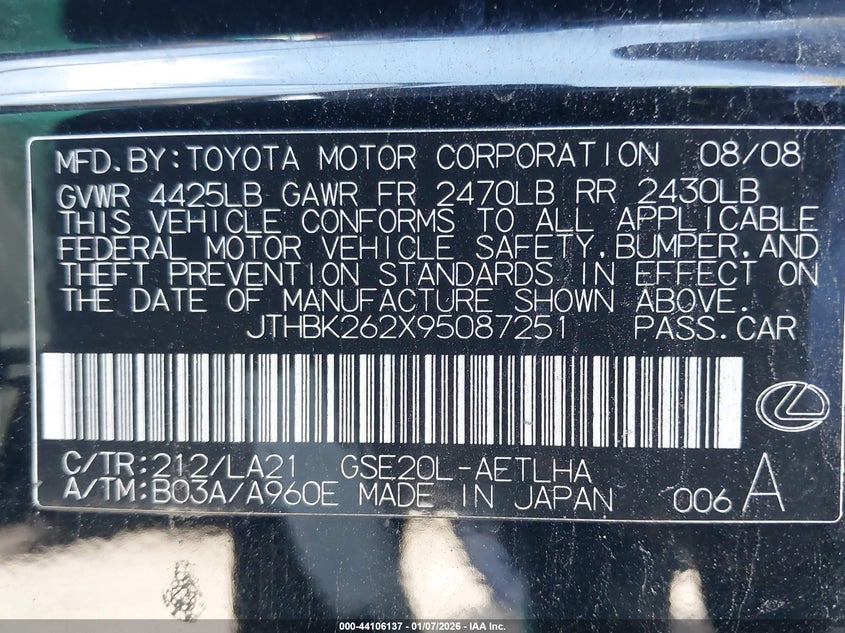 MFD.BY:TOYOTA MOTOR CORPORATION 08/08
GVWR 4425LB GAWR FR 2470LB RR 2430LB
THIS VEHICLE CONFORMS TO ALL APPLICABLE
FEDERAL MOTOR VEHICLE SAFETY,BUMPER,AND
THEFT PREVENTION STANDARDS IN EFFECT ON
THE DATE OF MANUFACTURE SHOWN ABOVE.
JTHBK262X95087251 PASS.CAR
C/TR:212/LA21 GSE20L-AETLHA
A/TM:B03A/A960E MADE IN JAPAN 006 A
000-44106137 - 01/07/2026 - IAA Inc.